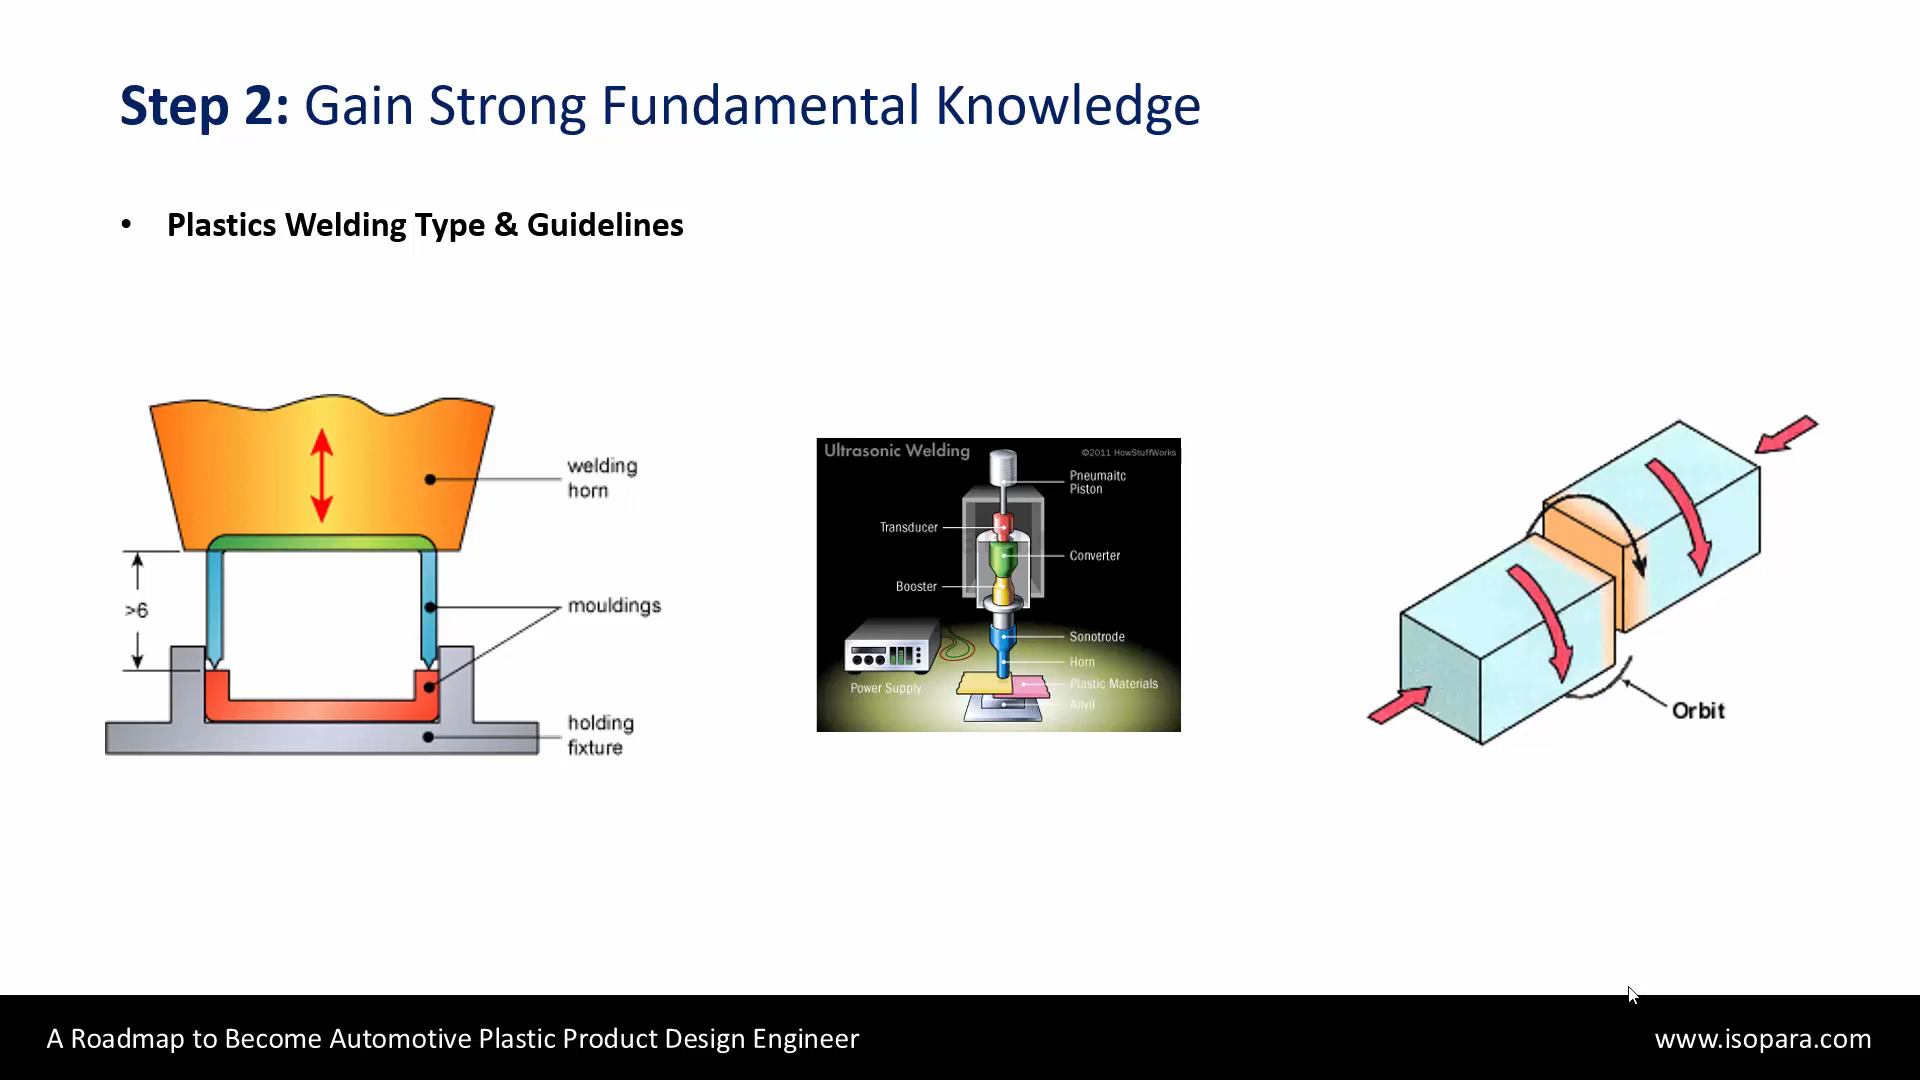 Step 2: Gain Strong Fundamental Knowledge
• Plastics Welding Type & Guidelines
welding
horn
>6
mouldings
holding
fixture
Ultrasonic Welding
©2011 HowStuffWorks
Pneumaitc
Piston
Transducer
Converter
Booster
Sonotrode
Horn
Plastic Materials
Power Supply
Anvil
Orbit
A Roadmap to Become Automotive Plastic Product Design Engineer
www.isopara.com